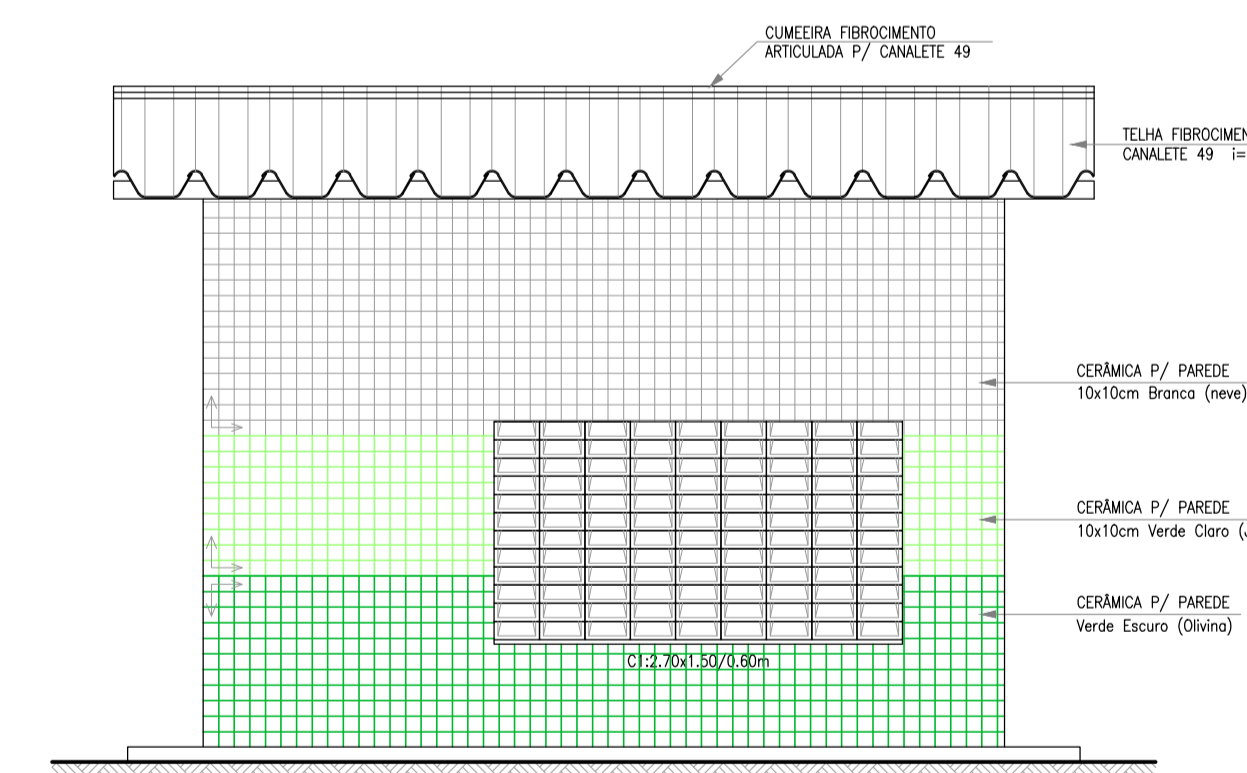 CUMEEIRA FIBROCIMENTO
ARTICULADA P/ CANALETE 49
TELHA FIBROCIMEN
CANALETE 49 i=
CERÂMICA P/ PAREDE
10x10cm Branca (neve)
CERÂMICA P/ PAREDE
10x10cm Verde Claro (J
CERÂMICA P/ PAREDE
Verde Escuro (Olivina)
C1:2.70x1.50/0.60m